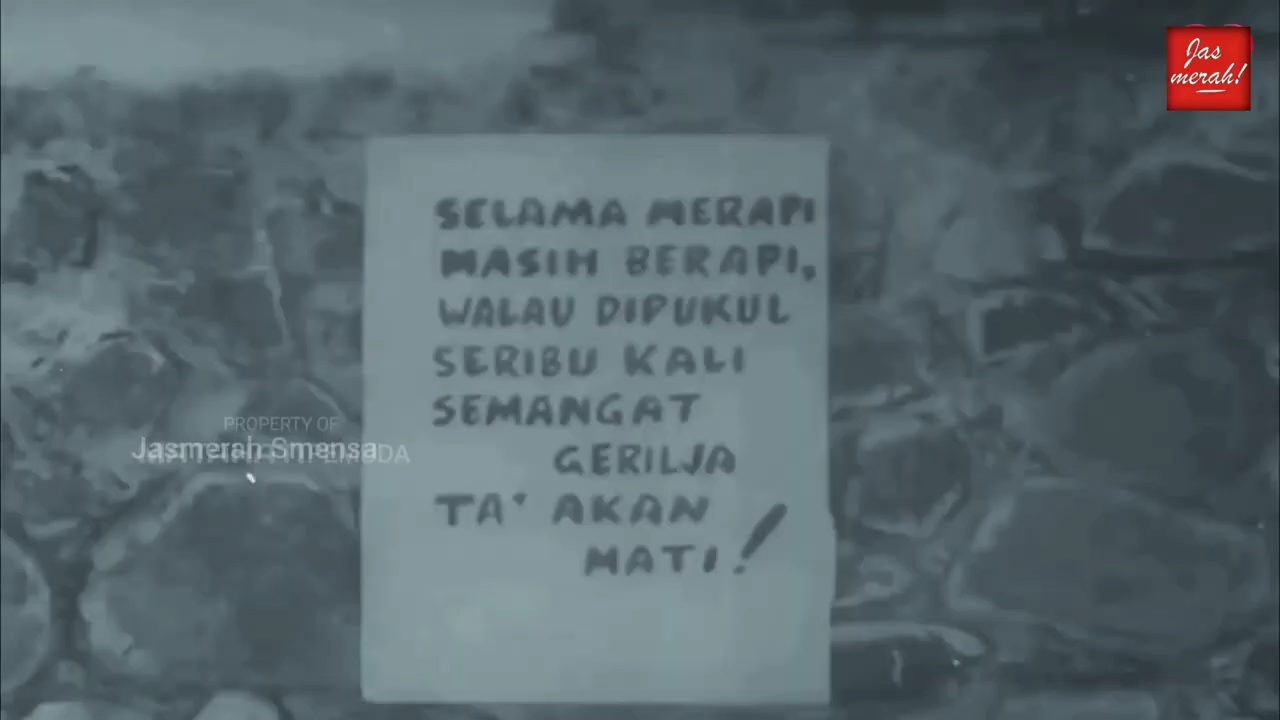 Jas
merah!
SELAMA MERAPI
MASIH BERAPI,
WALAU DIPUKUL
SERIBU KALI
SEMANGAT
GERILJA
TA' AKAN
MATI!
PROPERTY OF
Jasmerah Smensa